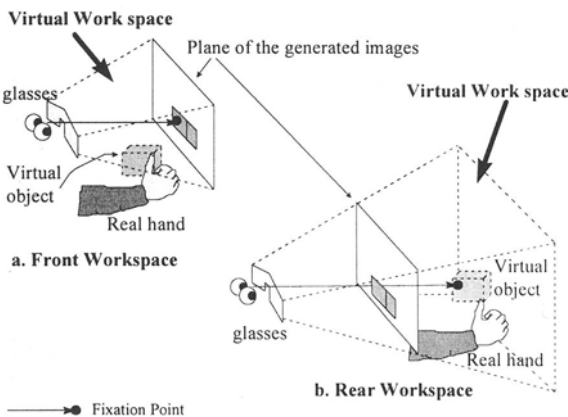 Virtual Work space
Plane of the generated images
glasses
Virtual Work space
Virtual
object
Real hand
a. Front Workspace
Virtual
object
glasses
Real hand
b. Rear Workspace
Fixation Point